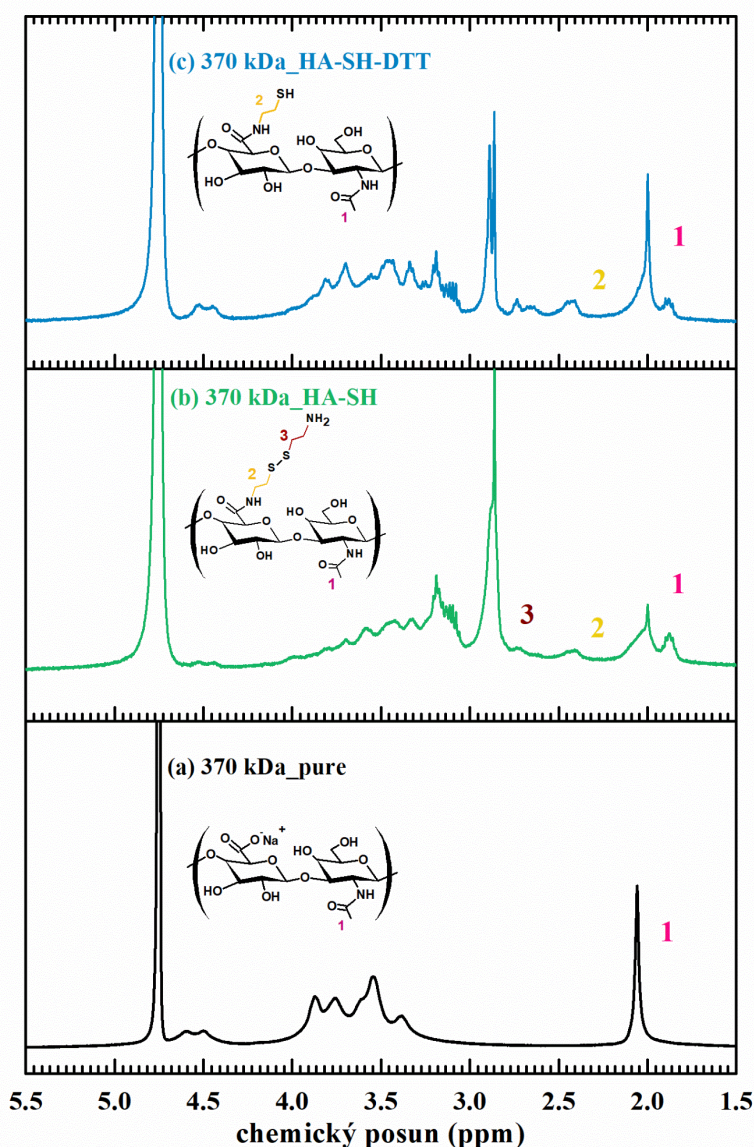 (c) 370 kDa_HA-SH-DTT
SH
2
O
NH
HO
OH
O
O
O
O
O
HO
OH
NH
O
1
1
2
(b) 370 kDa_HA-SH
NH₂
3
S
S
2
O
NH
HO
OH
O
O
O
O
O
HO
OH
NH
O
1
1
3
2
(a) 370 kDa_pure
O
O⁻Na⁺
HO
OH
O
O
O
O
O
HO
OH
NH
O
1
1
5.5 5.0 4.5 4.0 3.5 3.0 2.5 2.0 1.5
chemický posun (ppm)